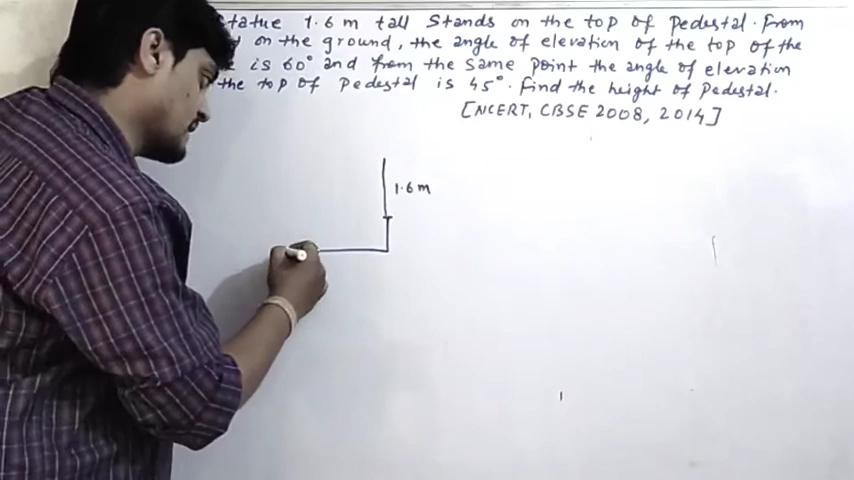 statue 1.6 m tall Stands on the top of Pedestal. From
on the ground, the angle of elevation of the top of the
is 60° and from the same point the angle of elevation
the top of Pedestal is 45°. Find the height of Pedestal.
[NCERT, CBSE 2008, 2014]
1.6 m